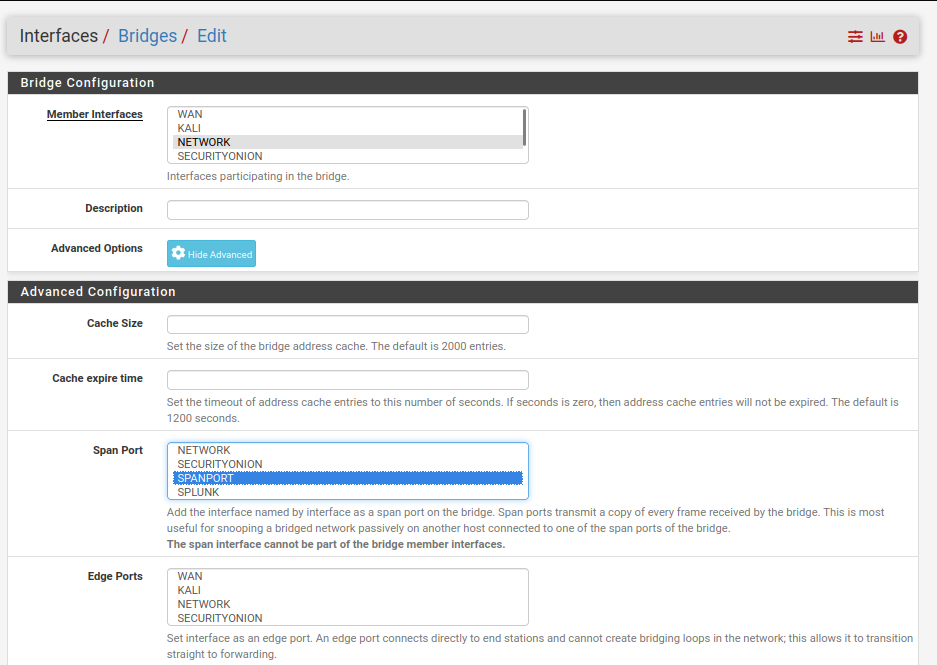 Interfaces / Bridges / Edit
Bridge Configuration
Member Interfaces
WAN
KALI
NETWORK
SECURITYONION
Interfaces participating in the bridge.
Description
Advanced Options
Hide Advanced
Advanced Configuration
Cache Size
Set the size of the bridge address cache. The default is 2000 entries.
Cache expire time
Set the timeout of address cache entries to this number of seconds. If seconds is zero, then address cache entries will not be expired. The default is
1200 seconds.
Span Port
NETWORK
SECURITYONION
SPANPORT
SPLUNK
Add the interface named by interface as a span port on the bridge. Span ports transmit a copy of every frame received by the bridge. This is most
useful for snooping a bridged network passively on another host connected to one of the span ports of the bridge.
The span interface cannot be part of the bridge member interfaces.
Edge Ports
WAN
KALI
NETWORK
SECURITYONION
Set interface as an edge port. An edge port connects directly to end stations and cannot create bridging loops in the network; this allows it to transition
straight to forwarding.